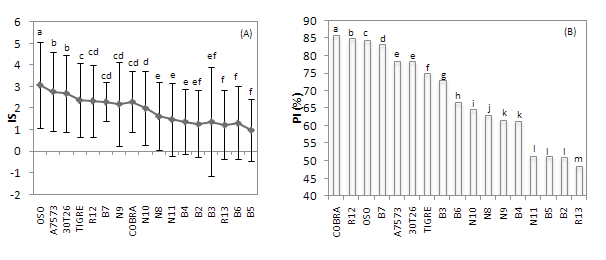 6
5
4
3
2
1
0
-1
-2
IS
(A)
a b b c cd cd cd cd d e e ef ef ef f f f
OSO A7573 30T26 TIGRE R12 B7 N9 COBRA N10 N8 N11 B4 B2 B3 R13 B6 B5
90
85
80
75
70
65
60
55
50
45
40
PI (%)
(B)
a b c d e e f g h i j k k l l l m
COBRA R12 OSO B7 A7573 30T26 TIGRE B3 B6 N10 N8 N9 B4 N11 B5 B2 R13